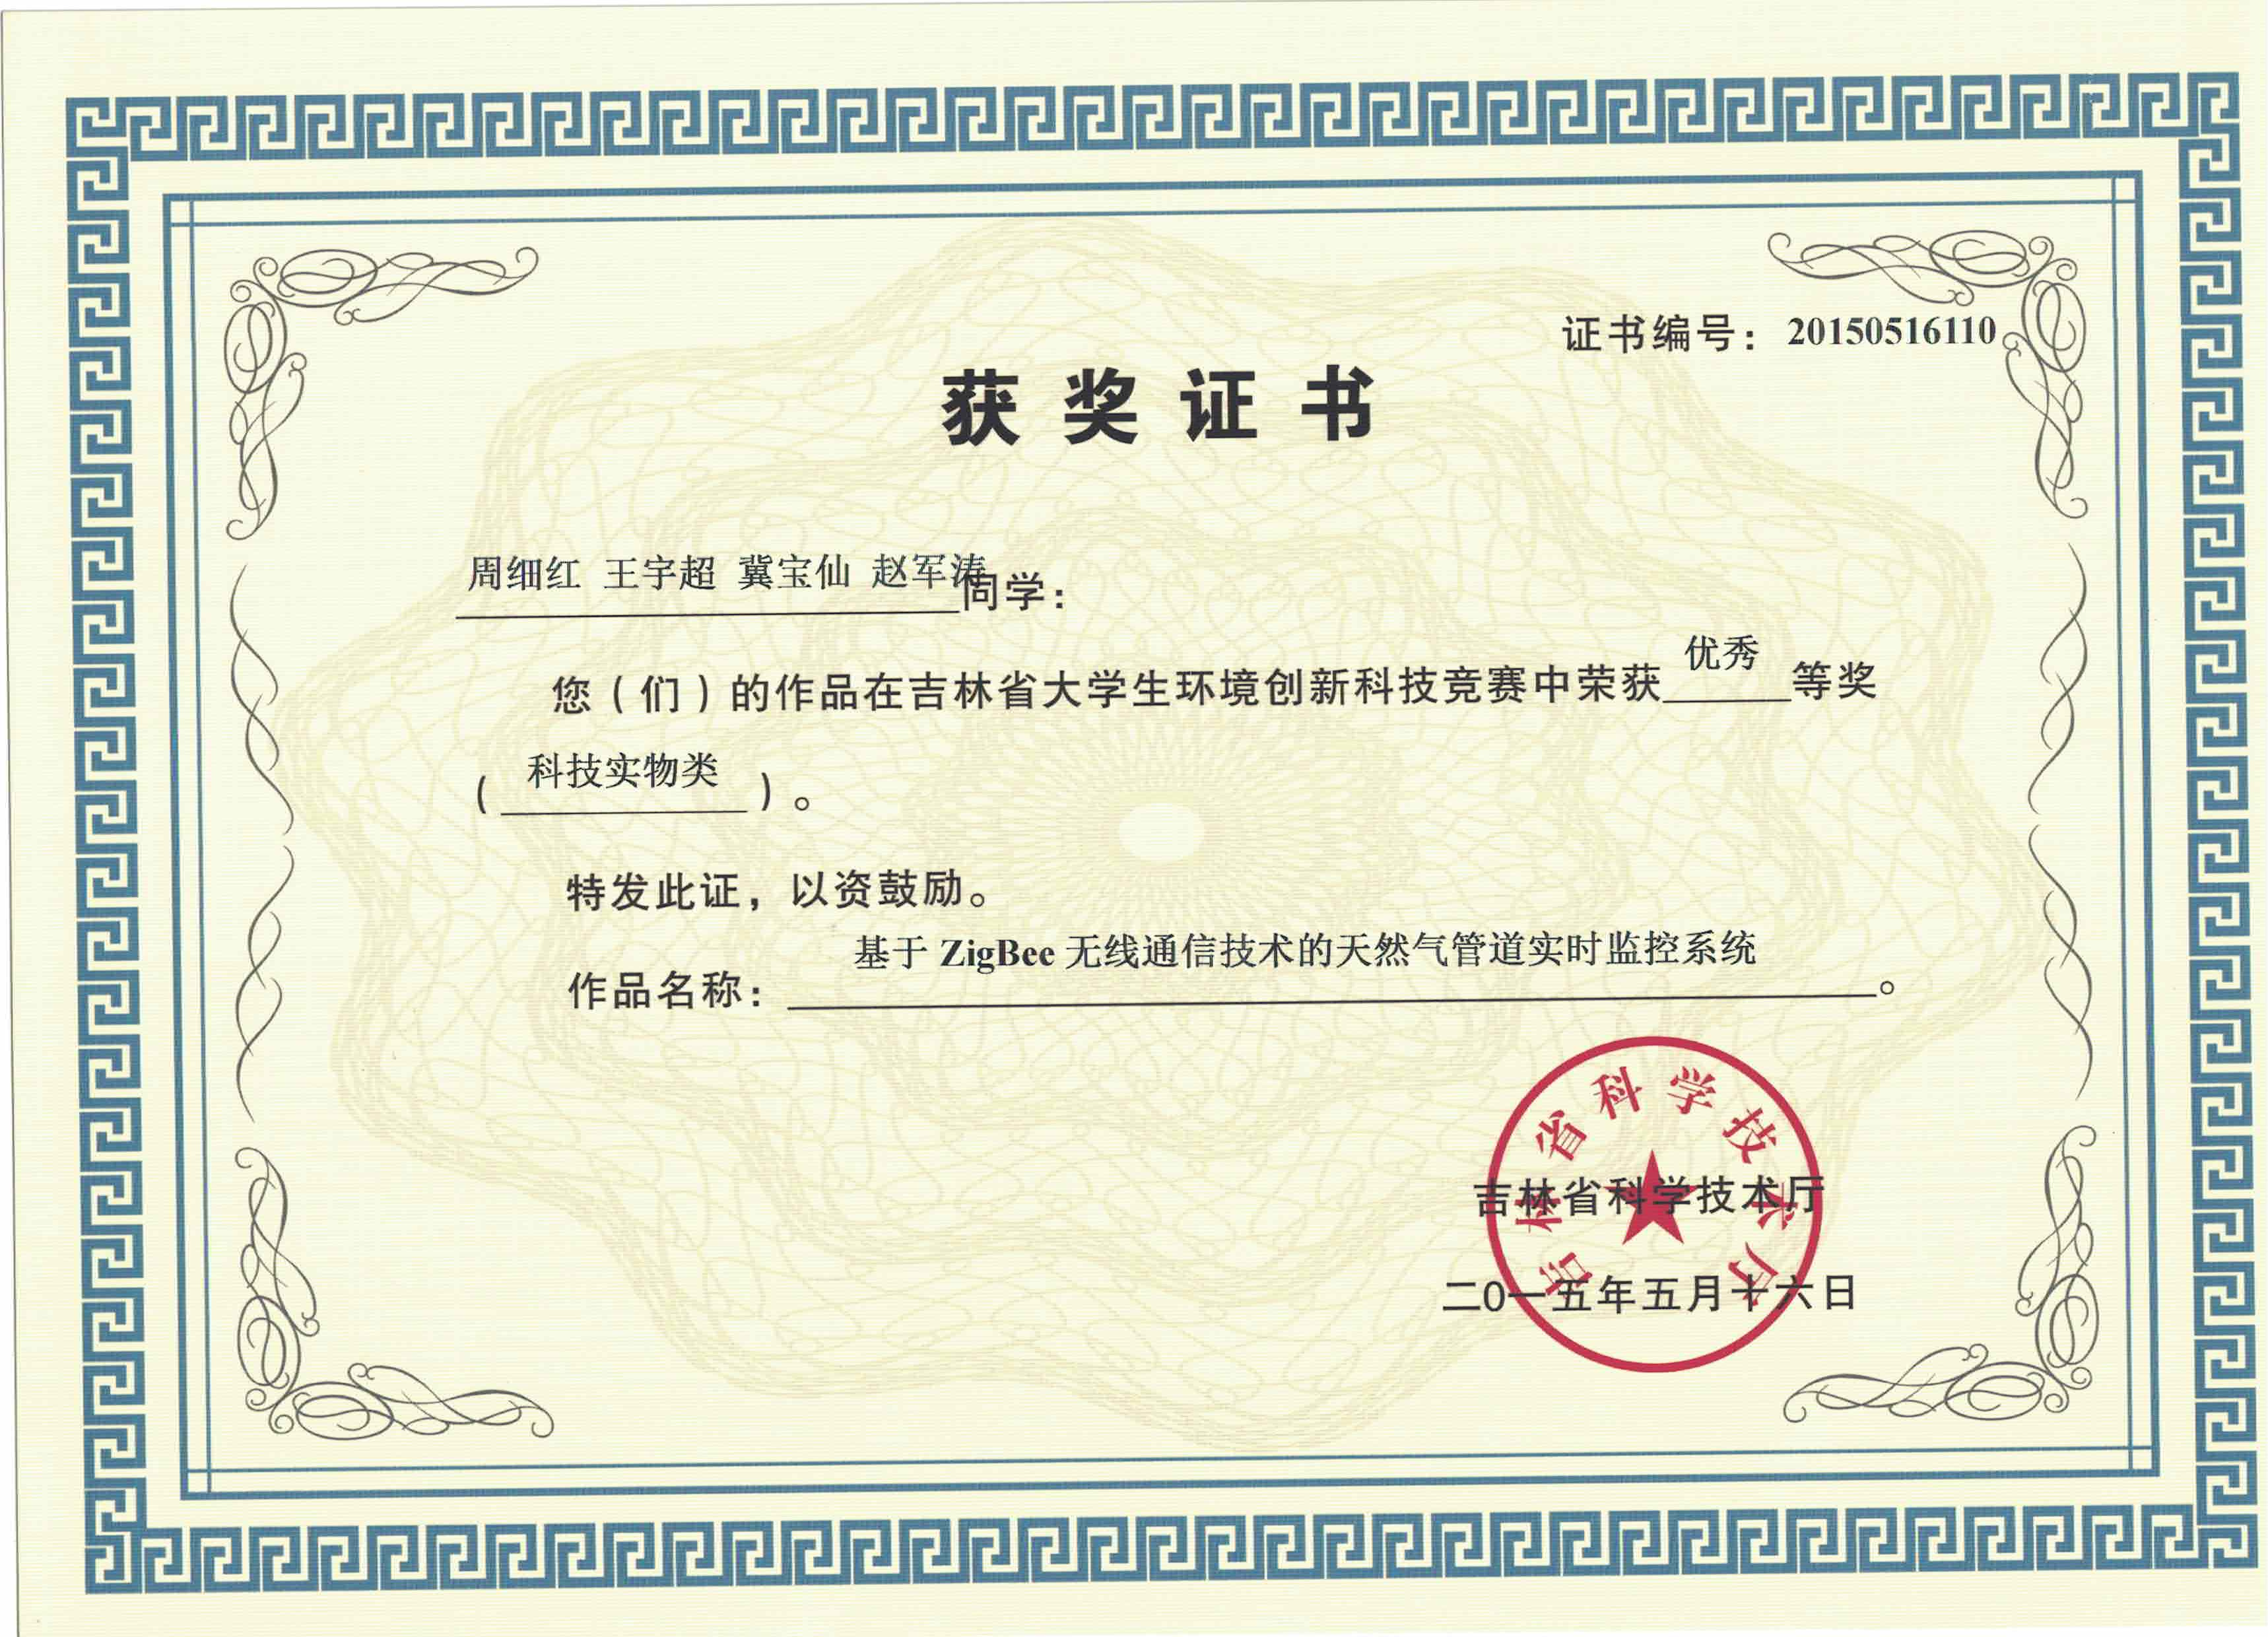 证书编号：20150516110
获奖证书
周细红 王宇超 冀宝仙 赵军涛同学：
您（们）的作品在吉林省大学生环境创新科技竞赛中荣获优秀等奖
（科技实物类）。
特发此证，以资鼓励。
基于 ZigBee 无线通信技术的天然气管道实时监控系统
作品名称：。
吉林省科学技术厅
吉林省科学技术厅
二0一五年五月十六日